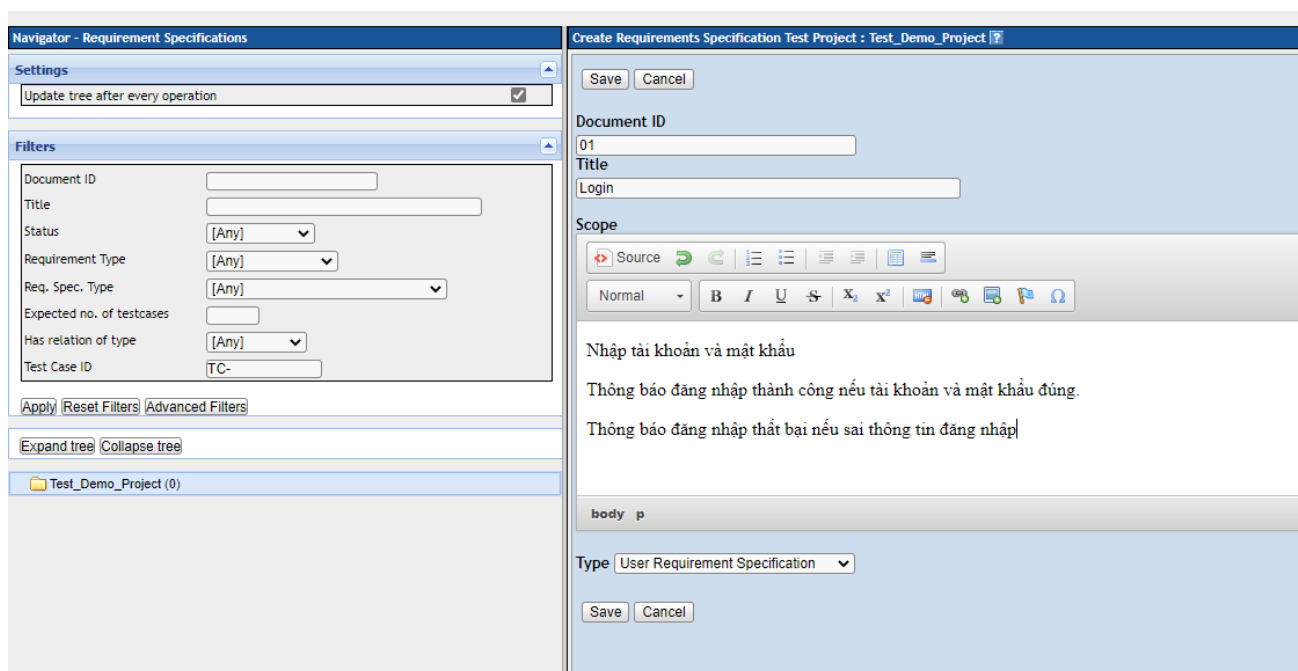 Navigator - Requirement Specifications
Settings
Update tree after every operation
Filters
Document ID
Title
Status [Any]
Requirement Type [Any]
Req. Spec. Type [Any]
Expected no. of testcases
Has relation of type [Any]
Test Case ID TC-
Apply Reset Filters Advanced Filters
Expand tree Collapse tree
Test_Demo_Project (0)
Create Requirements Specification Test Project : Test_Demo_Project ?
Save Cancel
Document ID
01
Title
Login
Scope
Source
Normal B I U S X₂ x²
Nhập tài khoản và mật khẩu
Thông báo đăng nhập thành công nếu tài khoản và mật khẩu đúng.
Thông báo đăng nhập thất bại nếu sai thông tin đăng nhập
body p
Type User Requirement Specification
Save Cancel